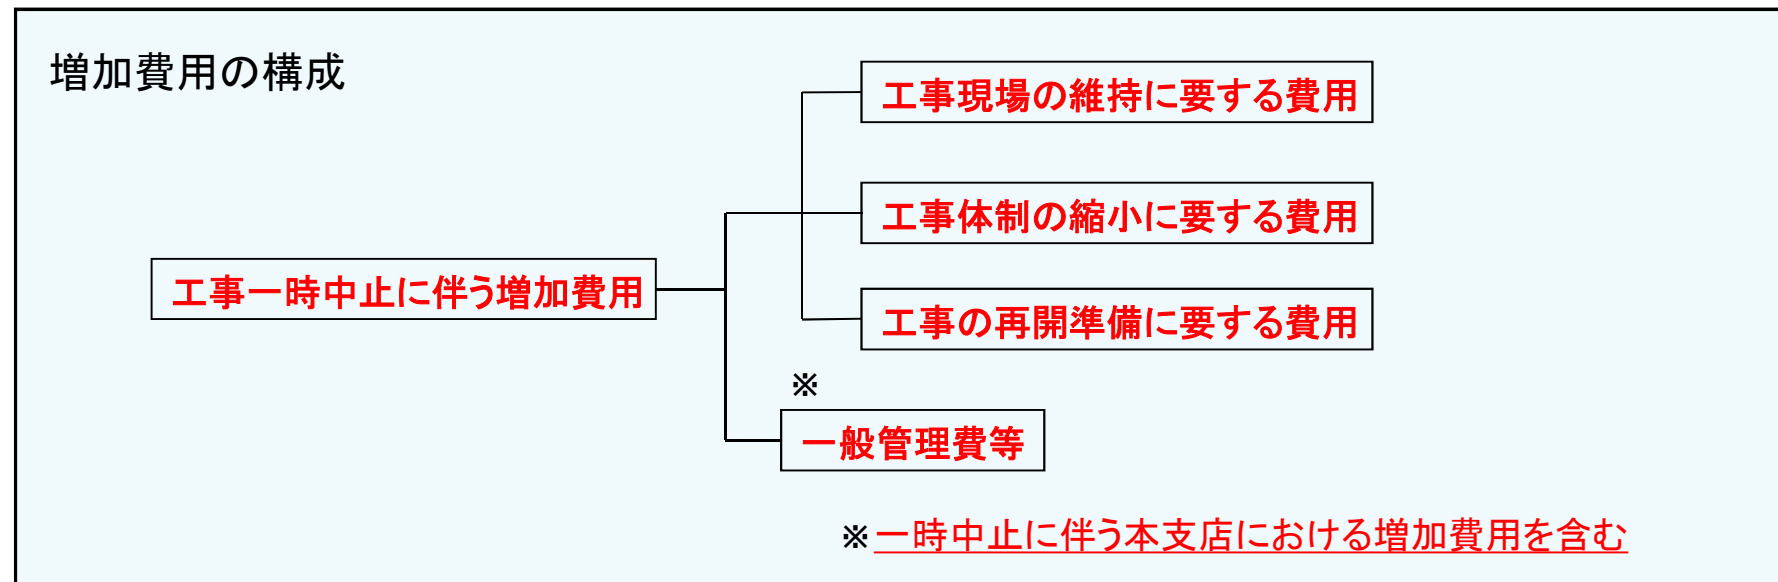 増加費用の構成
工事現場の維持に要する費用
工事体制の縮小に要する費用
工事一時中止に伴う増加費用
工事の再開準備に要する費用
※
一般管理費等
※一時中止に伴う本支店における増加費用を含む